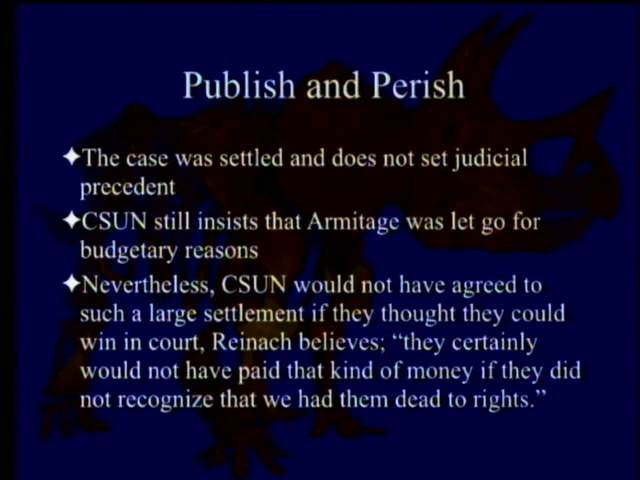 Publish and Perish
✦The case was settled and does not set judicial
precedent
✦CSUN still insists that Armitage was let go for
budgetary reasons
✦Nevertheless, CSUN would not have agreed to
such a large settlement if they thought they could
win in court, Reinach believes; “they certainly
would not have paid that kind of money if they did
not recognize that we had them dead to rights.”